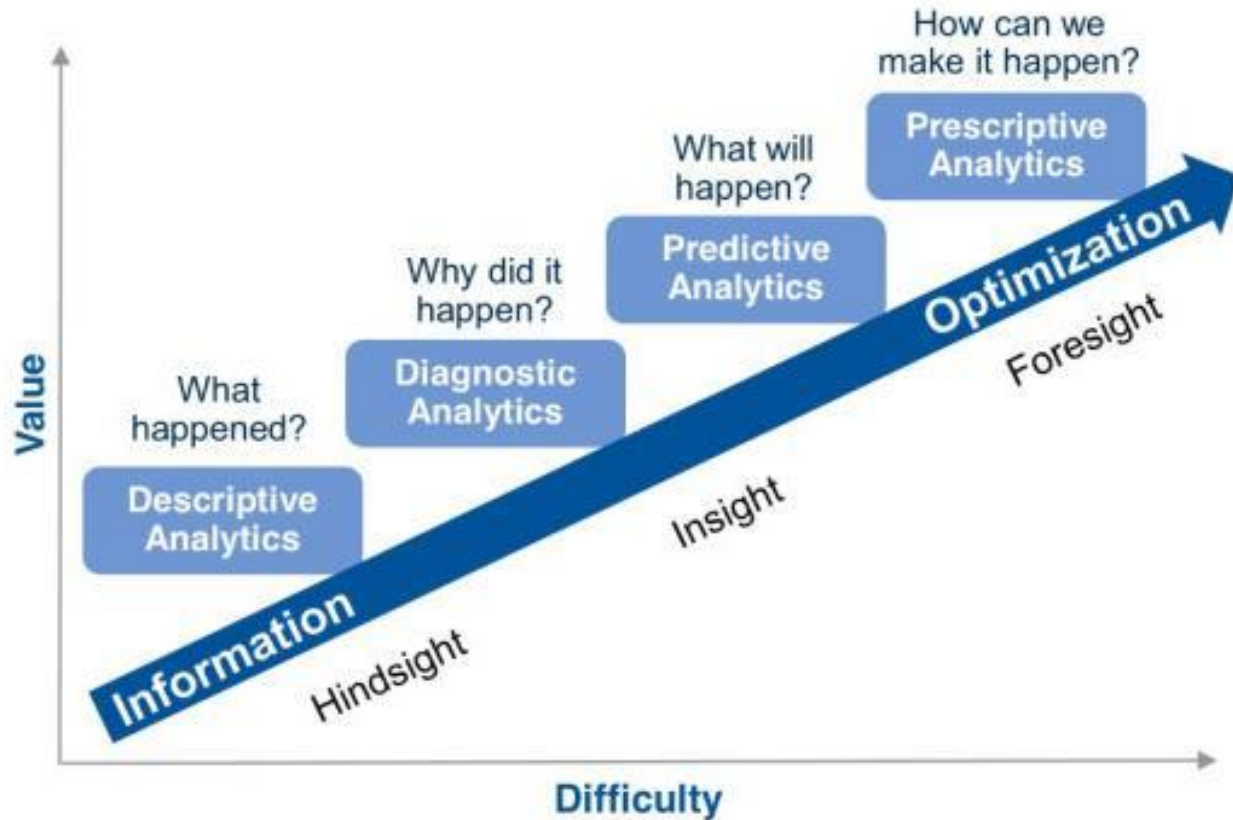 How can we
make it happen?
Prescriptive
Analytics
What will
happen?
Predictive
Analytics
Why did it
happen?
Diagnostic
Analytics
What
happened?
Descriptive
Analytics
Value
Information
Optimization
Hindsight
Insight
Foresight
Difficulty